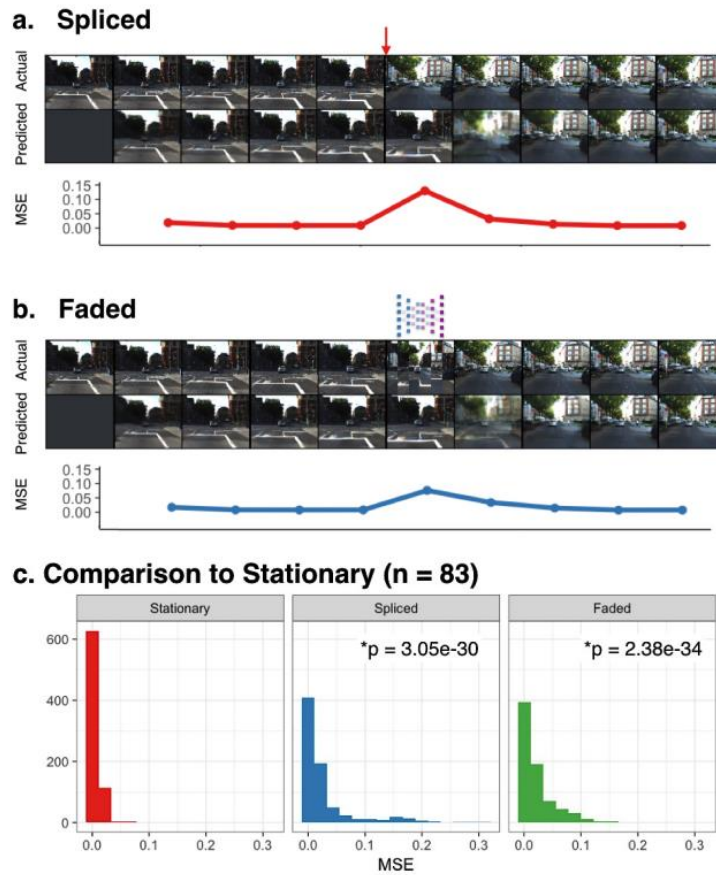 a. Spliced
Actual
Predicted
MSE
0.15
0.10
0.05
0.00
b. Faded
Actual
Predicted
MSE
0.15
0.10
0.05
0.00
c. Comparison to Stationary (n = 83)
Stationary Spliced Faded
*p = 3.05e-30 *p = 2.38e-34
600
400
200
0
0.0 0.1 0.2 0.3 0.0 0.1 0.2 0.3 0.0 0.1 0.2 0.3
MSE